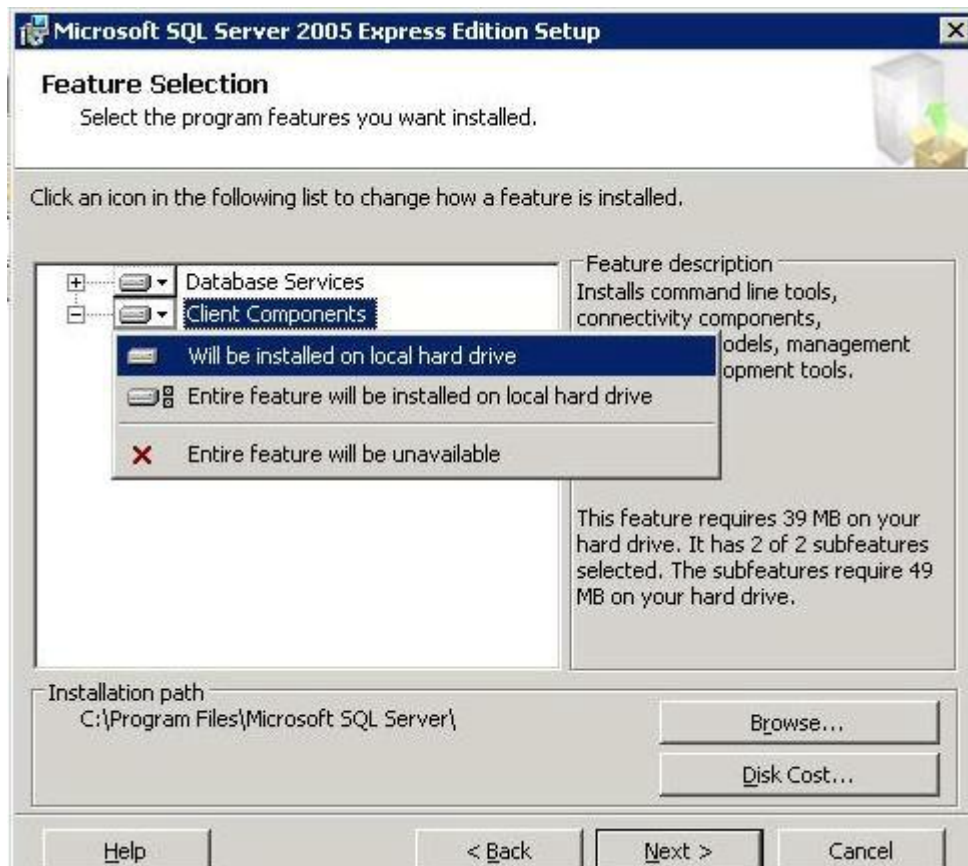 Microsoft SQL Server 2005 Express Edition Setup
Feature Selection
Select the program features you want installed.
Click an icon in the following list to change how a feature is installed.
Database Services
Client Components
Will be installed on local hard drive
Entire feature will be installed on local hard drive
Entire feature will be unavailable
Feature description
Installs command line tools,
connectivity components,
odels, management
opment tools.
This feature requires 39 MB on your
hard drive. It has 2 of 2 subfeatures
selected. The subfeatures require 49
MB on your hard drive.
Installation path
C:\Program Files\Microsoft SQL Server\
Browse...
Disk Cost...
Help
< Back
Next >
Cancel